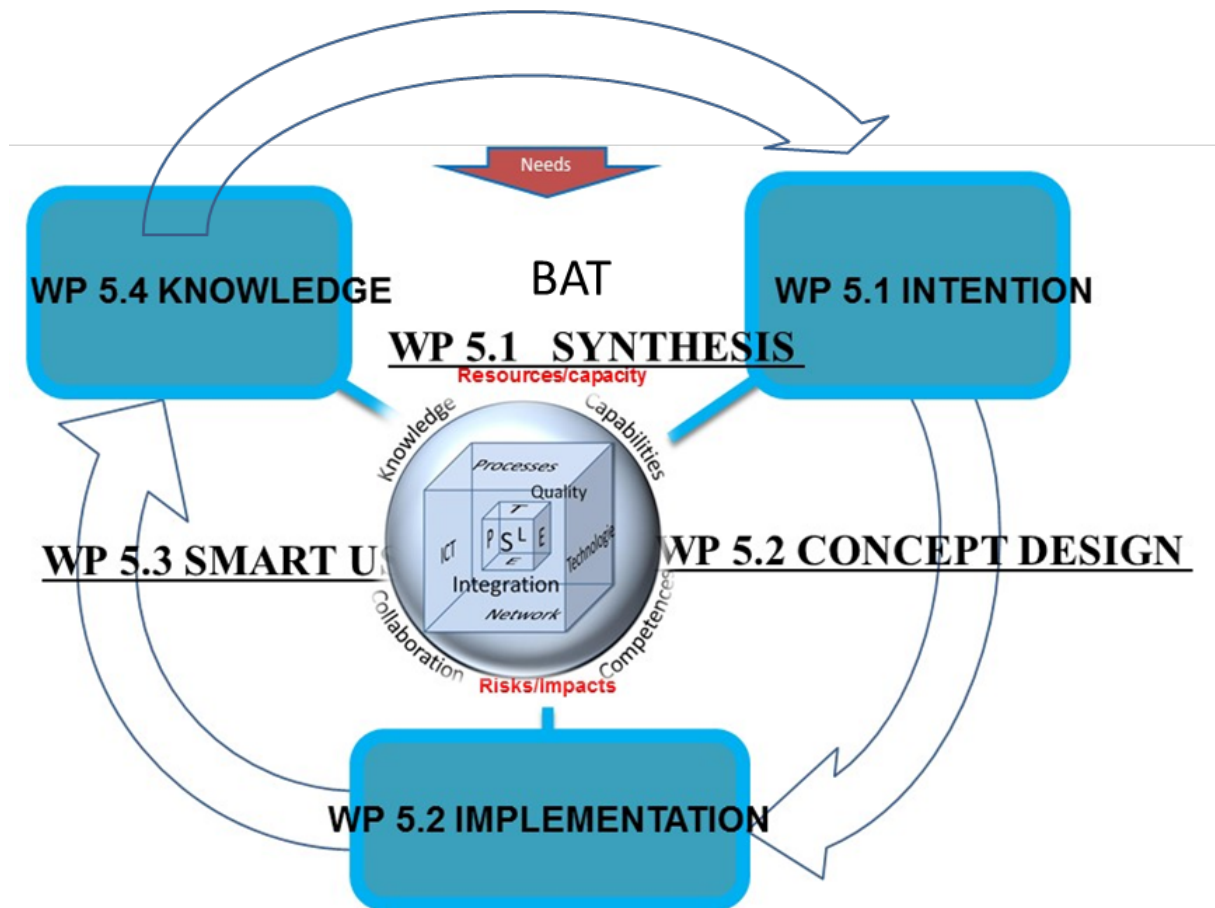 Needs
WP 5.4 KNOWLEDGE
BAT
WP 5.1 INTENTION
WP 5.1 SYNTHESIS
Resources/capacity
Knowledge
Capabilities
Processes
Quality
T
P S L E
E
ICT
Technologie
Integration
Network
WP 5.3 SMART US
WP 5.2 CONCEPT DESIGN
Collaboration
Competences
Risks/Impacts
WP 5.2 IMPLEMENTATION